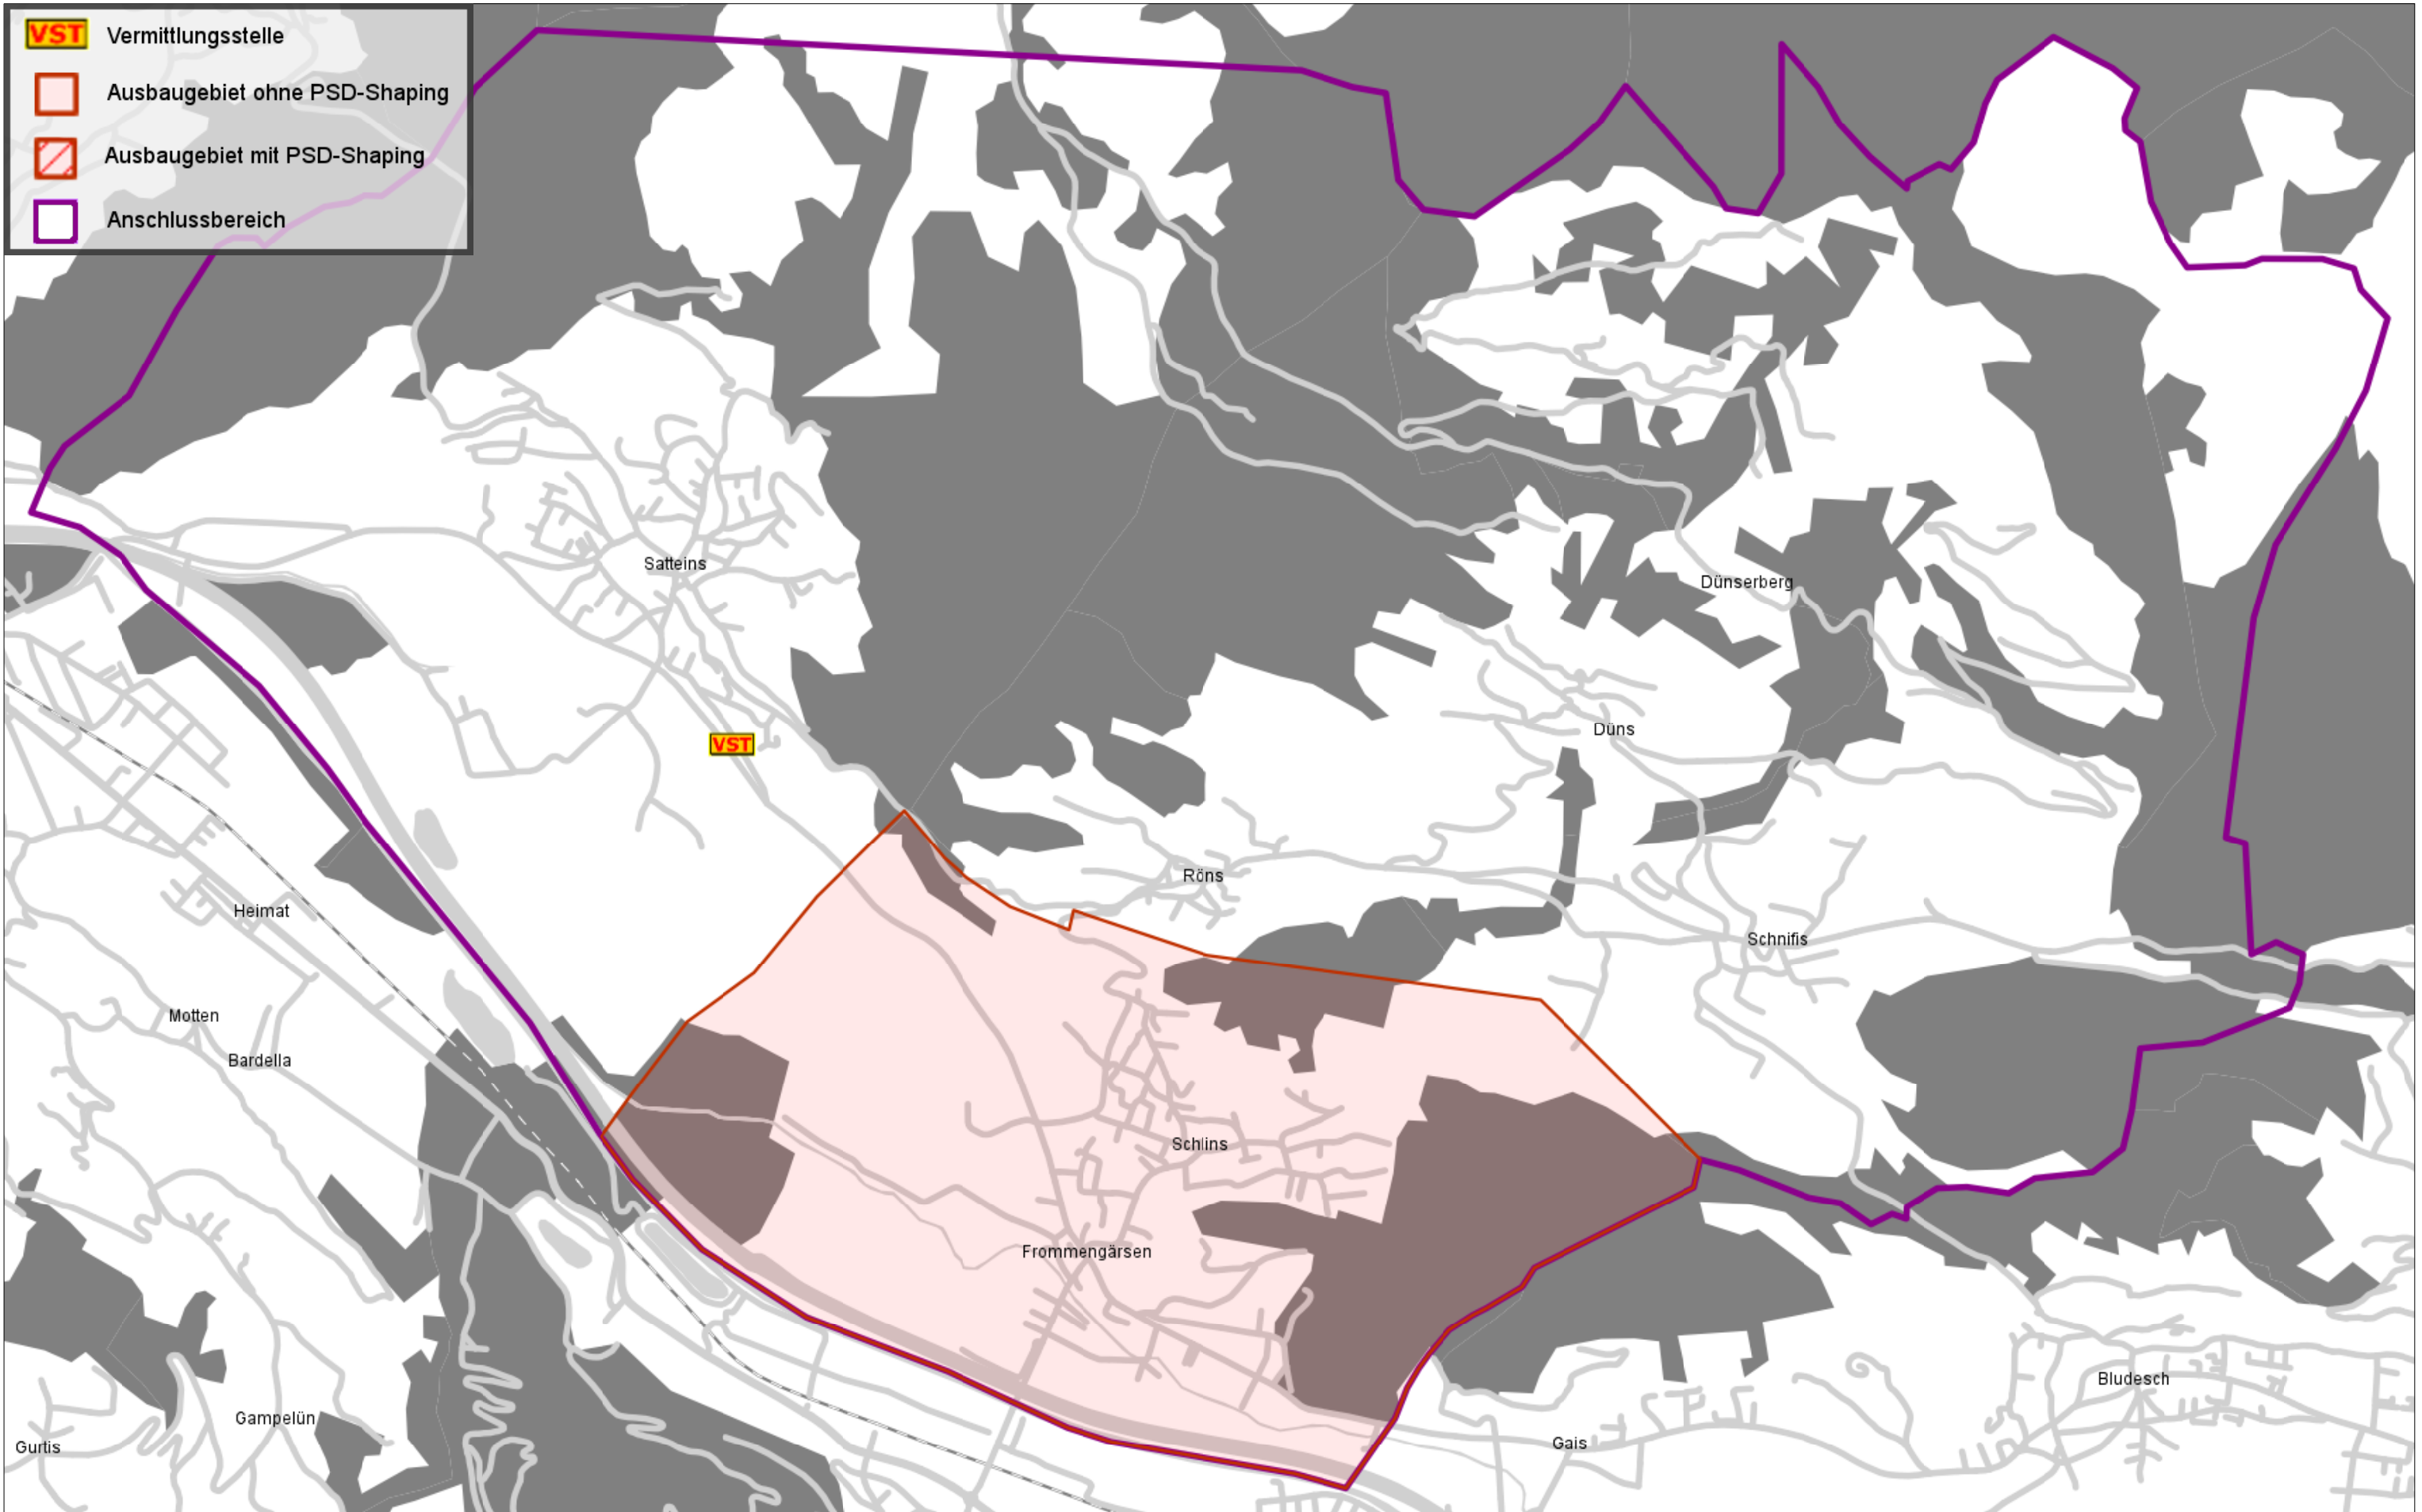 VST Vermittlungsstelle
Ausbaugebiet ohne PSD-Shaping
Ausbaugebiet mit PSD-Shaping
Anschlussbereich
Satteins
Dünserberg
Düns
VST
Röns
Heimat
Schnifis
Motten
Bardella
Schlins
Frommengärsen
Bludesch
Gampelün
Gais
Gurtis